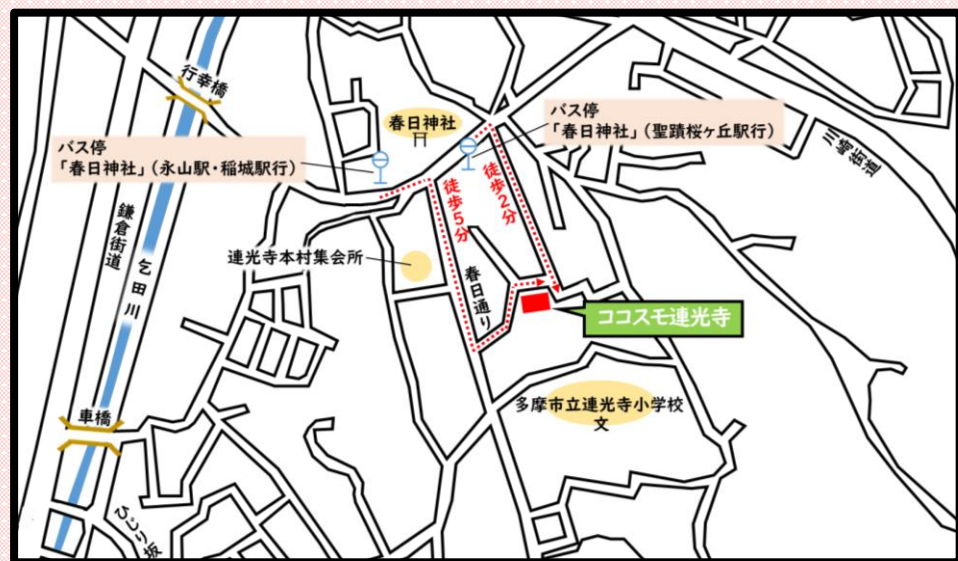 行幸橋
春日神社
バス停
「春日神社」(聖蹟桜ヶ丘駅行)
バス停
「春日神社」(永山駅・稲城駅行)
川崎街道
徒歩5分
徒歩2分
鎌倉街道
乞田川
連光寺本村集会所
春日通り
ココスモ連光寺
多摩市立連光寺小学校
文
車橋
ひじり坂